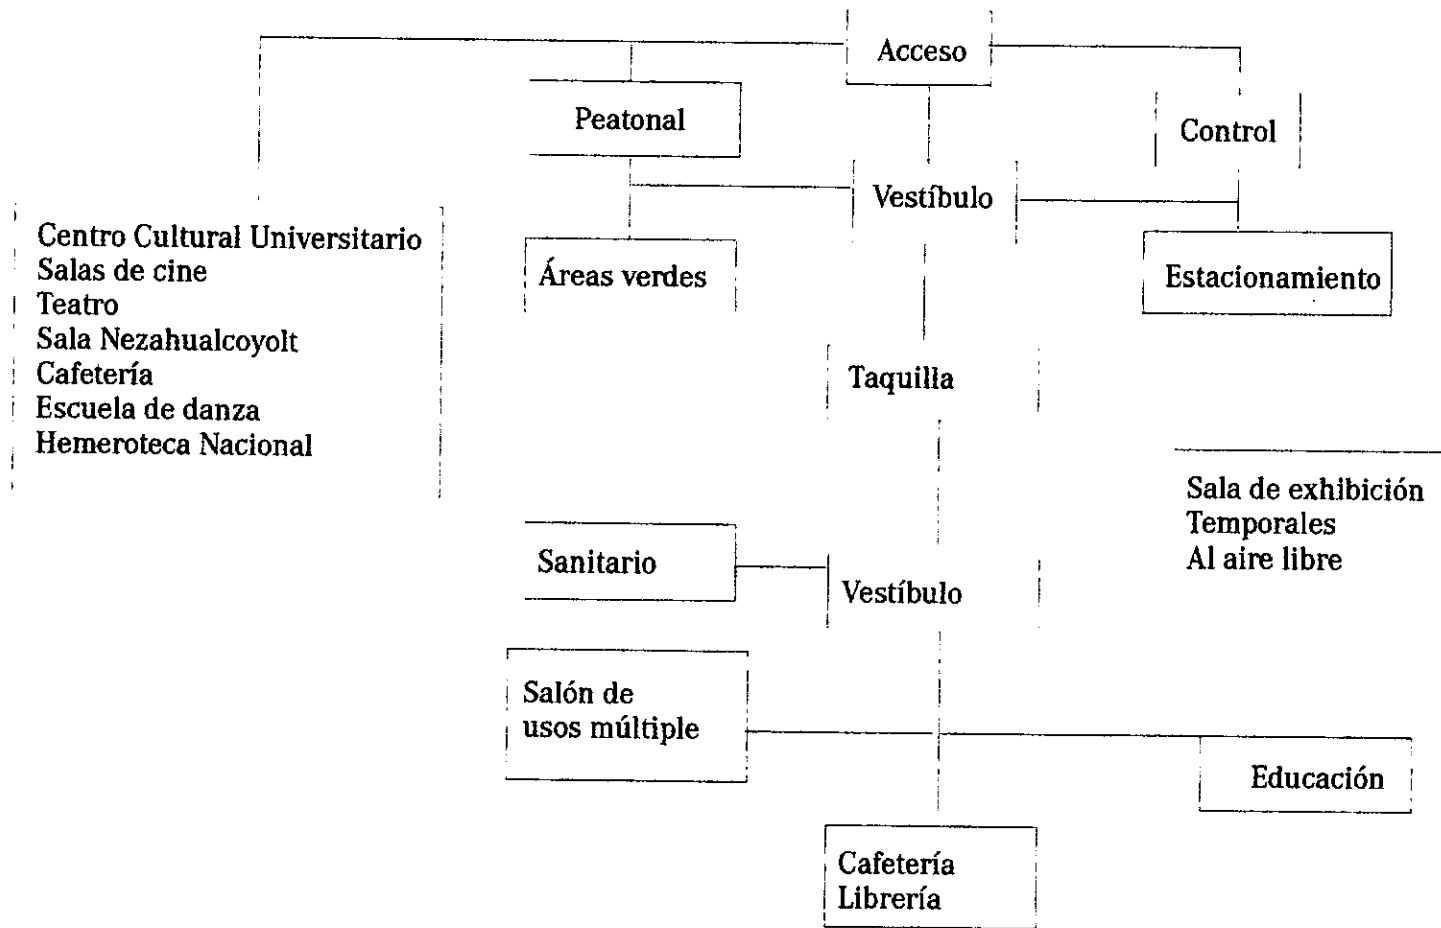 Acceso
Peatonal
Control
Vestíbulo
Centro Cultural Universitario
Salas de cine
Teatro
Sala Nezahualcoyolt
Cafetería
Escuela de danza
Hemeroteca Nacional
Áreas verdes
Estacionamiento
Taquilla
Sala de exhibición
Temporales
Al aire libre
Sanitario
Vestíbulo
Salón de
usos múltiple
Educación
Cafetería
Librería